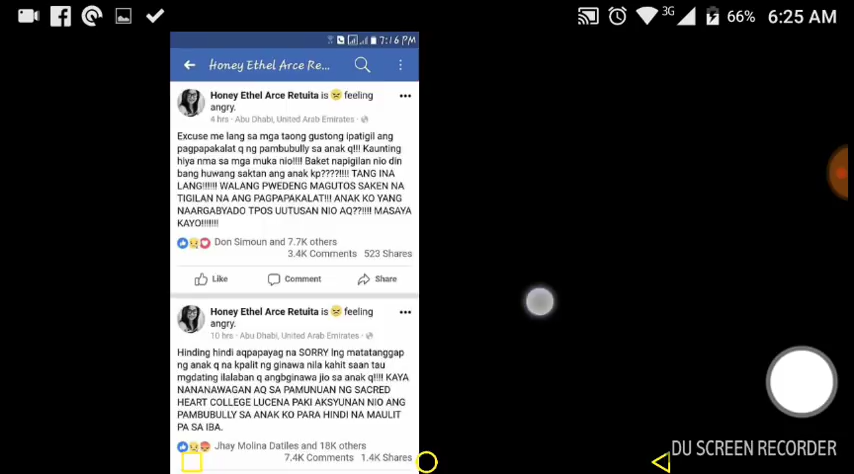 3G 66% 6:25 AM
7:16 PM
Honey Ethel Arce Re...
Honey Ethel Arce Retuita is feeling
angry.
4 hrs · Abu Dhabi, United Arab Emirates ·
Excuse me lang sa mga taong gustong ipatigil ang
pagpapakalat q ng pambubully sa anak q!!! Kaunting
hiya nma sa mga muka nio!!!! Baket napigilan nio din
bang huwang saktan ang anak kp????!!!! TANG INA
LANG!!!!!! WALANG PWEDENG MAGUTOS SAKEN NA
TIGILAN NA ANG PAGPAPAKALAT!!! ANAK KO YANG
NAARGABYADO TPOS UUTUSAN NIO AQ??!!!! MASAYA
KAYO!!!!!!!
Don Simoun and 7.7K others
3.4K Comments 523 Shares
Like Comment Share
Honey Ethel Arce Retuita is feeling
angry.
10 hrs · Abu Dhabi, United Arab Emirates ·
Hinding hindi aqpapayag na SORRY lng matatanggap
ng anak q na kpalit ng ginawa nila kahit saan tau
mgdating ilalaban q angbginawa jio sa anak q!!!! KAYA
NANANAWAGAN AQ SA PAMUNUAN NG SACRED
HEART COLLEGE LUCENA PAKI AKSYUNAN NIO ANG
PAMBUBULLY SA ANAK KO PARA HINDI NA MAULIT
PA SA IBA.
Jhay Molina Datiles and 18K others
7.4K Comments 1.4K Shares
DU SCREEN RECORDER